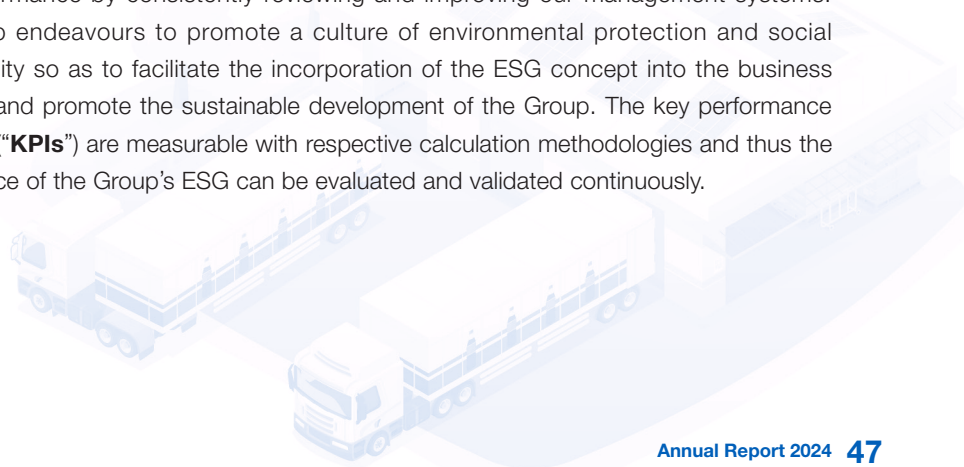 by consistently reviewing and improving our management systems.
endeavours to promote a culture of environmental protection and social
so as to facilitate the incorporation of the ESG concept into the business
and promote the sustainable development of the Group. The key performance
(“KPIs”) are measurable with respective calculation methodologies and thus the
of the Group’s ESG can be evaluated and validated continuously.
Annual Report 2024 47